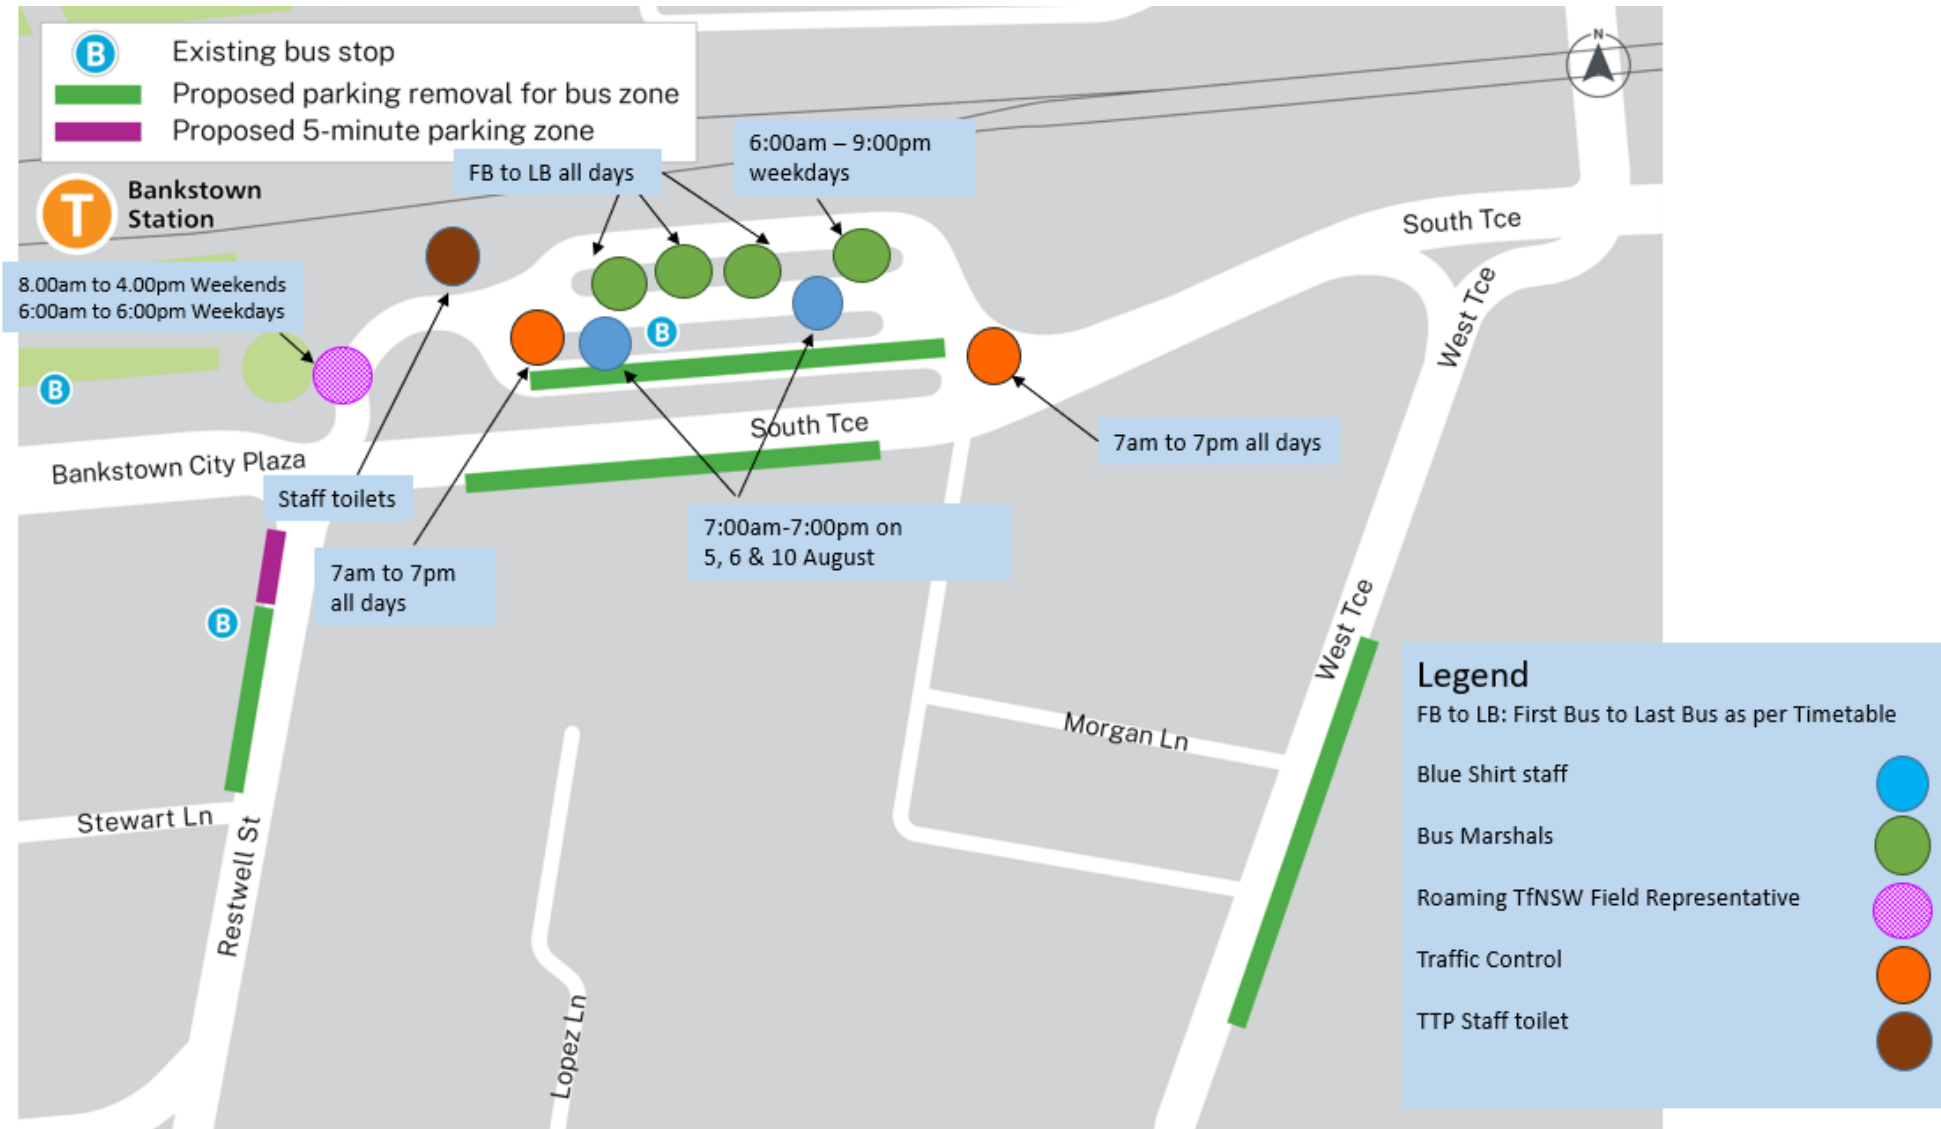 B
Existing bus stop
Proposed parking removal for bus zone
Proposed 5-minute parking zone
N
6:00am – 9:00pm
weekdays
FB to LB all days
T
Bankstown
Station
South Tce
8.00am to 4.00pm Weekends
6:00am to 6:00pm Weekdays
West Tce
B
B
South Tce
7am to 7pm all days
Bankstown City Plaza
Staff toilets
7:00am-7:00pm on
5, 6 & 10 August
7am to 7pm
all days
B
West Tce
Morgan Ln
Stewart Ln
Restwell St
Lopez Ln
Legend
FB to LB: First Bus to Last Bus as per Timetable
Blue Shirt staff
Bus Marshals
Roaming TfNSW Field Representative
Traffic Control
TTP Staff toilet